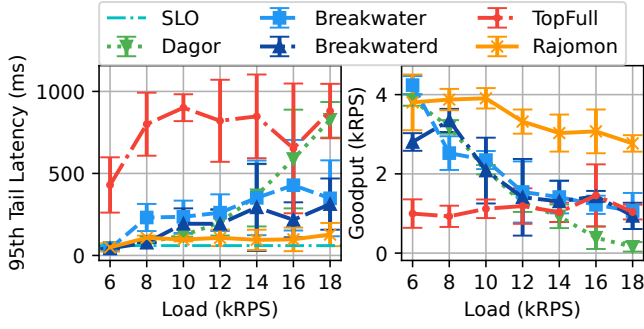 SLO Breakwater TopFull
Dagor Breakwaterd Rajomon
95th Tail Latency (ms)
1000
500
0
6 8 10 12 14 16 18
Load (kRPS)
Goodput (kRPS)
4
2
0
6 8 10 12 14 16 18
Load (kRPS)